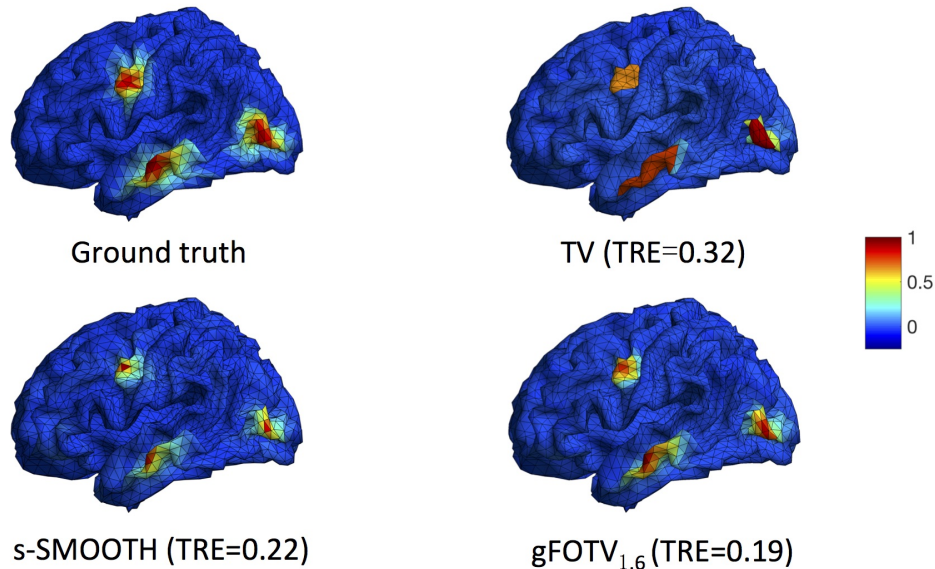 Ground truth
TV (TRE=0.32)
1
0.5
0
s-SMOOTH (TRE=0.22)
gFOTV1.6 (TRE=0.19)